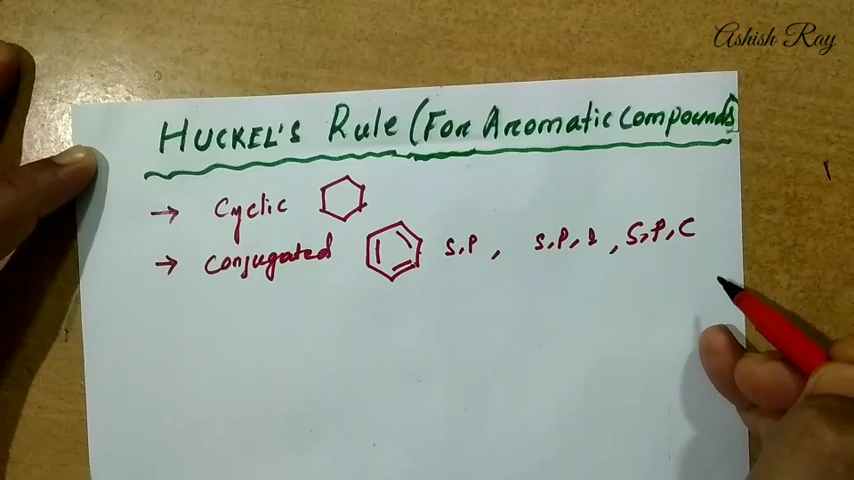 Ashish Ray
HUCKEL'S Rule (For Aromatic Compounds)
→ Cyclic
→ Conjugated S,P, S,P,S, S,P,C